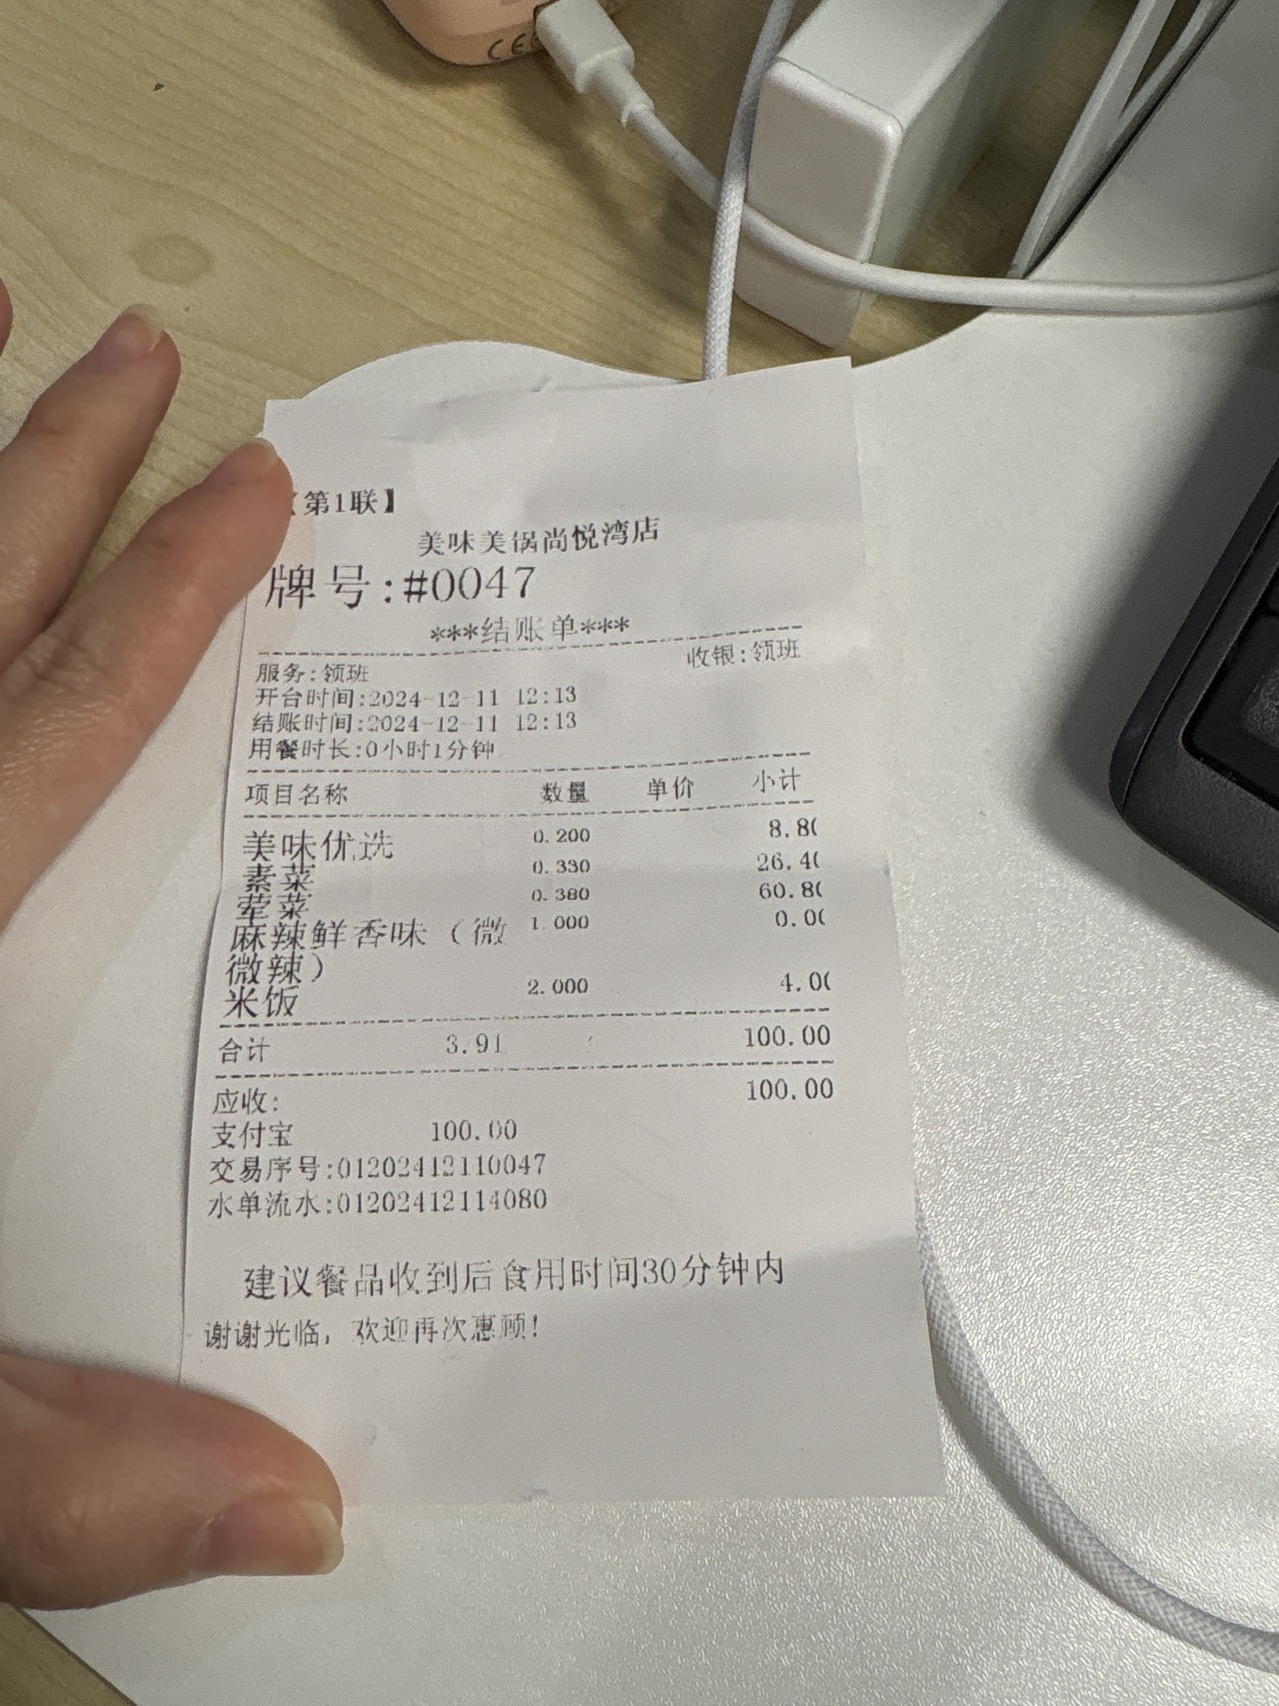 【第1联】
美味美锅尚悦湾店
牌号:#0047
***结账单***
服务:领班 收银:领班
开台时间:2024-12-11 12:13
结账时间:2024-12-11 12:13
用餐时长:0小时1分钟
项目名称 数量 单价 小计
美味优选 0.200 8.80
素菜 0.330 26.40
荤菜 0.380 60.80
麻辣鲜香味（微 1.000 0.00
微辣）
米饭 2.000 4.00
合计 3.91 100.00
应收: 100.00
支付宝 100.00
交易序号:01202412110047
水单流水:01202412114080
建议餐品收到后食用时间30分钟内
谢谢光临, 欢迎再次惠顾!
CE